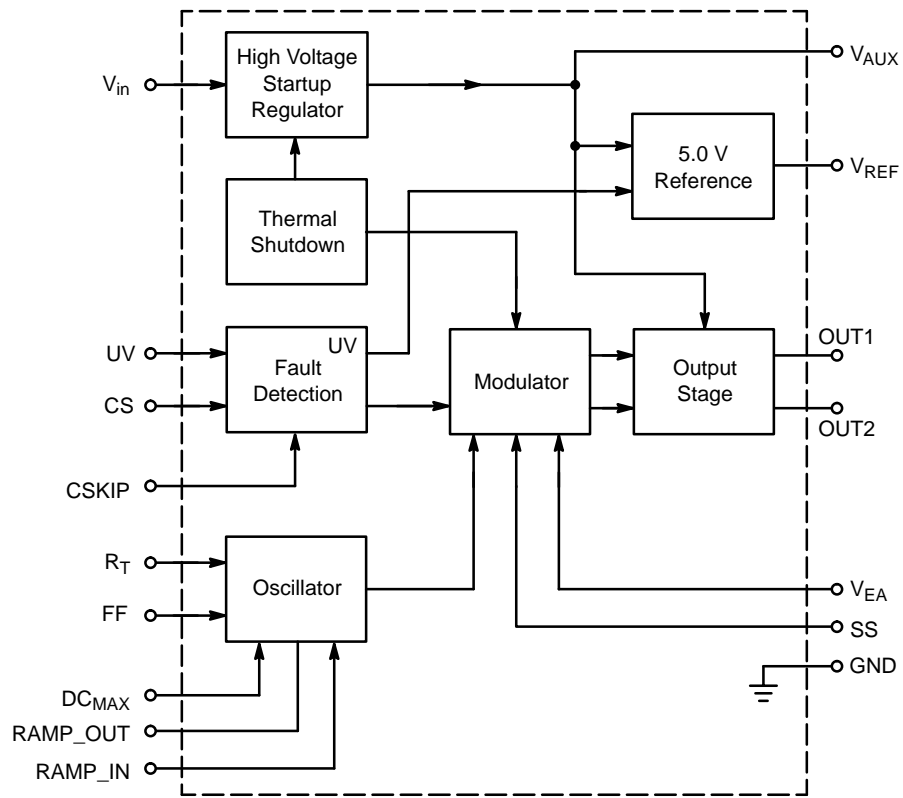 High Voltage
Startup
Regulator
V_in
V_AUX
5.0 V
Reference
V_REF
Thermal
Shutdown
UV
UV
Fault
Detection
CS
Modulator
Output
Stage
OUT1
OUT2
CSKIP
R_T
Oscillator
FF
V_EA
SS
GND
DC_MAX
RAMP_OUT
RAMP_IN